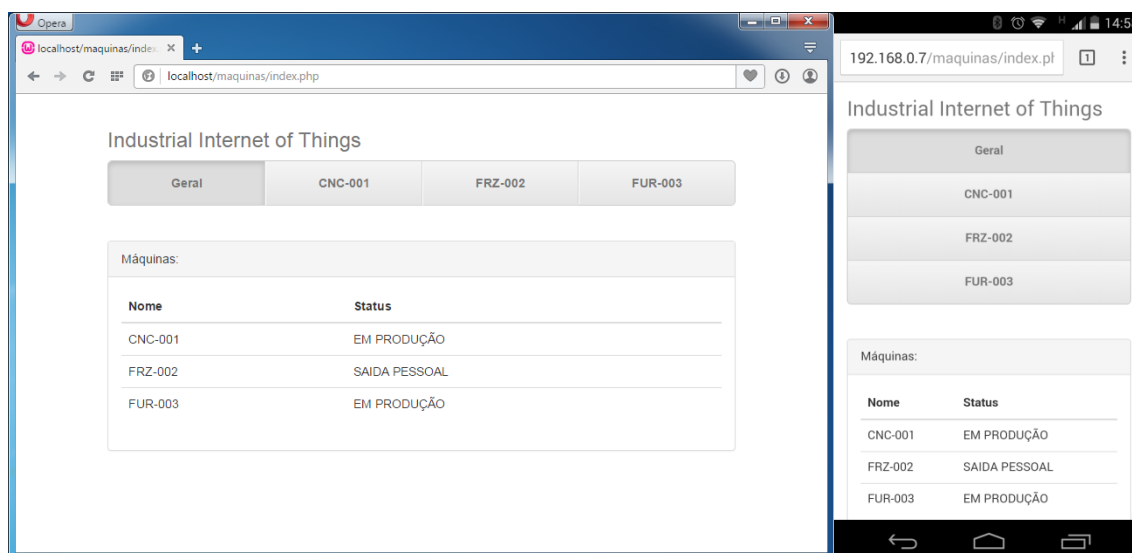 Opera
localhost/maquinas/index
localhost/maquinas/index.php
Industrial Internet of Things
Geral CNC-001 FRZ-002 FUR-003
Máquinas:
Nome Status
CNC-001 EM PRODUÇÃO
FRZ-002 SAIDA PESSOAL
FUR-003 EM PRODUÇÃO
H 14:5
192.168.0.7/maquinas/index.ph 1
Industrial Internet of Things
Geral
CNC-001
FRZ-002
FUR-003
Máquinas:
Nome Status
CNC-001 EM PRODUÇÃO
FRZ-002 SAIDA PESSOAL
FUR-003 EM PRODUÇÃO